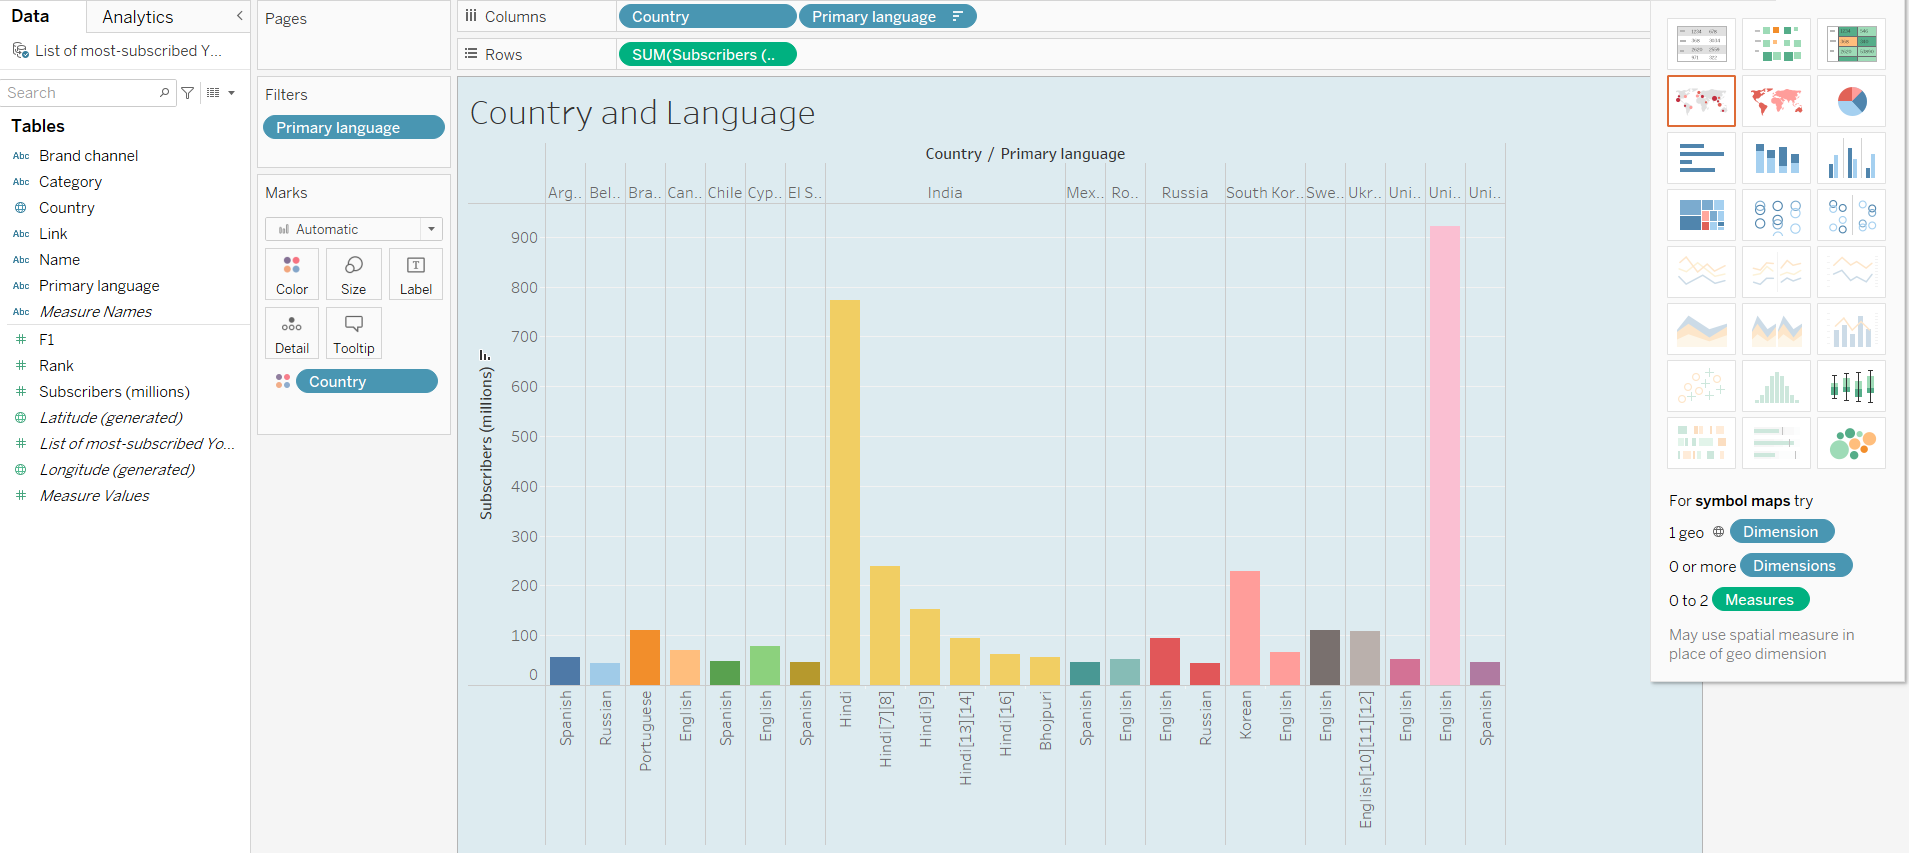 Data
Analytics
List of most-subscribed Y...
Search
Tables
Abc Brand channel
Abc Category
Country
Abc Link
Abc Name
Abc Primary language
Abc Measure Names
# F1
# Rank
# Subscribers (millions)
Latitude (generated)
# List of most-subscribed Yo...
Longitude (generated)
# Measure Values
Pages
Filters
Primary language
Marks
Automatic
Color
Size
Label
Detail
Tooltip
Country
Columns
Country
Primary language
Rows
SUM(Subscribers (..
Country and Language
Country / Primary language
Arg.. Bel.. Bra.. Can.. Chile Cyp.. El S.. India Mex.. Ro.. Russia South Kor.. Swe.. Ukr.. Uni.. Uni.. Uni..
Subscribers (millions)
900
800
700
600
500
400
300
200
100
0
Spanish
Russian
Portuguese
English
Spanish
English
Spanish
Hindi
Hindi[7][8]
Hindi[9]
Hindi[13][14]
Hindi[16]
Bhojpuri
Spanish
English
English
Russian
Korean
English
English
English[10][11][12]
English
English
Spanish
For symbol maps try
1 geo Dimension
0 or more Dimensions
0 to 2 Measures
May use spatial measure in
place of geo dimension